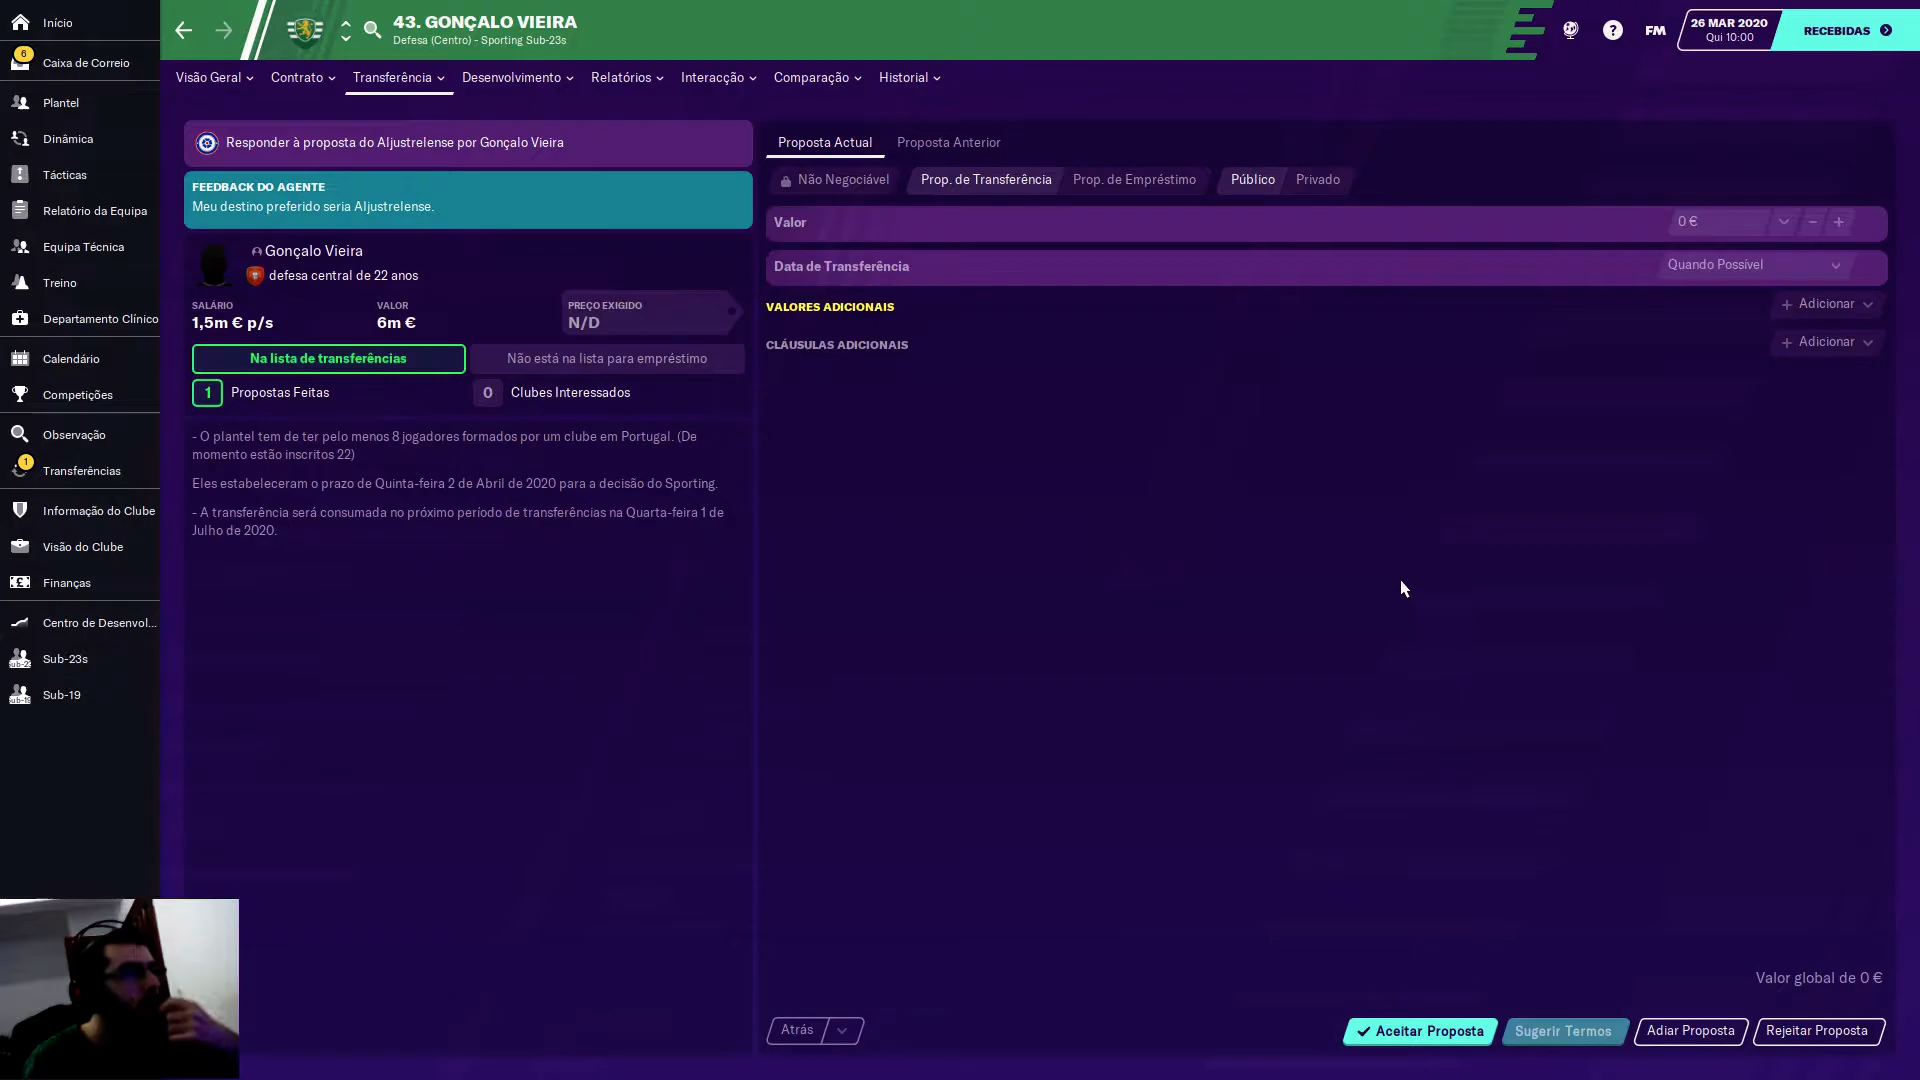 Início
6
Caixa de Correio
Plantel
Dinâmica
Tácticas
Relatório da Equipa
Equipa Técnica
Treino
Departamento Clínico
Calendário
Competições
Observação
1
Transferências
Informação do Clube
Visão do Clube
Finanças
Centro de Desenvol...
Sub-23s
Sub-19
43. GONÇALO VIEIRA
Defesa (Centro) - Sporting Sub-23s
FM
26 MAR 2020
Qui 10:00
RECEBIDAS
Visão Geral
Contrato
Transferência
Desenvolvimento
Relatórios
Interacção
Comparação
Historial
Responder à proposta do Aljustrelense por Gonçalo Vieira
FEEDBACK DO AGENTE
Meu destino preferido seria Aljustrelense.
Gonçalo Vieira
defesa central de 22 anos
SALÁRIO
1,5m € p/s
VALOR
6m €
PREÇO EXIGIDO
N/D
Na lista de transferências
Não está na lista para empréstimo
1 Propostas Feitas
0 Clubes Interessados
- O plantel tem de ter pelo menos 8 jogadores formados por um clube em Portugal. (De
momento estão inscritos 22)
Eles estabeleceram o prazo de Quinta-feira 2 de Abril de 2020 para a decisão do Sporting.
- A transferência será consumada no próximo período de transferências na Quarta-feira 1 de
Julho de 2020.
Proposta Actual
Proposta Anterior
Não Negociável
Prop. de Transferência
Prop. de Empréstimo
Público
Privado
Valor
0 €
Data de Transferência
Quando Possível
VALORES ADICIONAIS
+ Adicionar
CLÁUSULAS ADICIONAIS
+ Adicionar
Valor global de 0 €
Atrás
Aceitar Proposta
Sugerir Termos
Adiar Proposta
Rejeitar Proposta